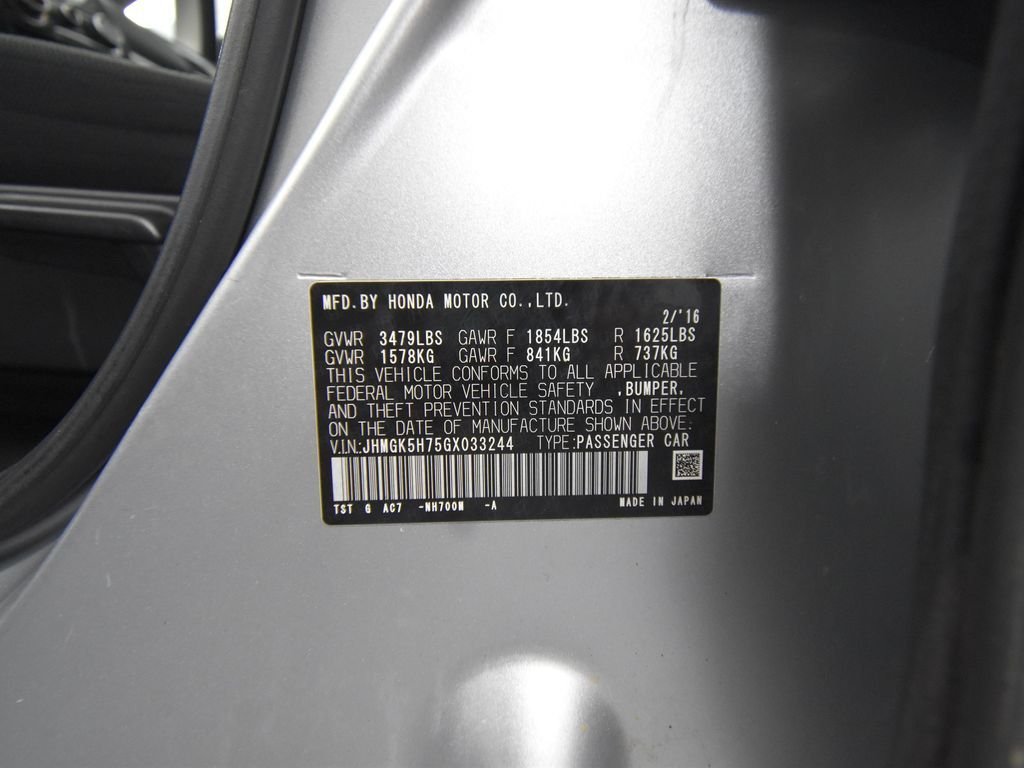 MFD.BY HONDA MOTOR CO.,LTD.
2/'16
GVWR 3479LBS GAWR F 1854LBS R 1625LBS
GVWR 1578KG GAWR F 841KG R 737KG
THIS VEHICLE CONFORMS TO ALL APPLICABLE
FEDERAL MOTOR VEHICLE SAFETY ,BUMPER,
AND THEFT PREVENTION STANDARDS IN EFFECT
ON THE DATE OF MANUFACTURE SHOWN ABOVE.
V.I.N.:JHMGK5H75GX033244 TYPE:PASSENGER CAR
TST G AC7 -NH700M -A MADE IN JAPAN